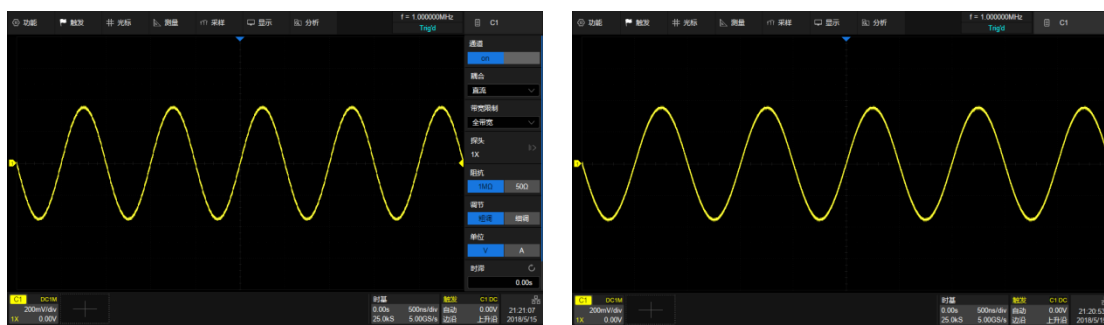 功能 触发 光标 测量 采样 显示 分析 f = 1.000000MHz C1
Trig'd
通道
on
耦合
直流
带宽限制
全带宽
探头
1X
阻抗
1MΩ 50Ω
调节
粗调 细调
单位
V A
时滞
0.00s
C1 DC1M
200mV/div
1X 0.00V
时基 触发 C1 DC
0.00s 500ns/div 自动 0.00V 21:21:07
25.0kS 5.00GS/s 边沿 上升沿 2018/5/15
功能 触发 光标 测量 采样 显示 分析 f = 1.000000MHz C1
Trig'd
C1 DC1M
200mV/div
1X 0.00V
时基 触发 C1 DC
0.00s 500ns/div 自动 0.00V 21:20:53
25.0kS 5.00GS/s 边沿 上升沿 2018/5/15